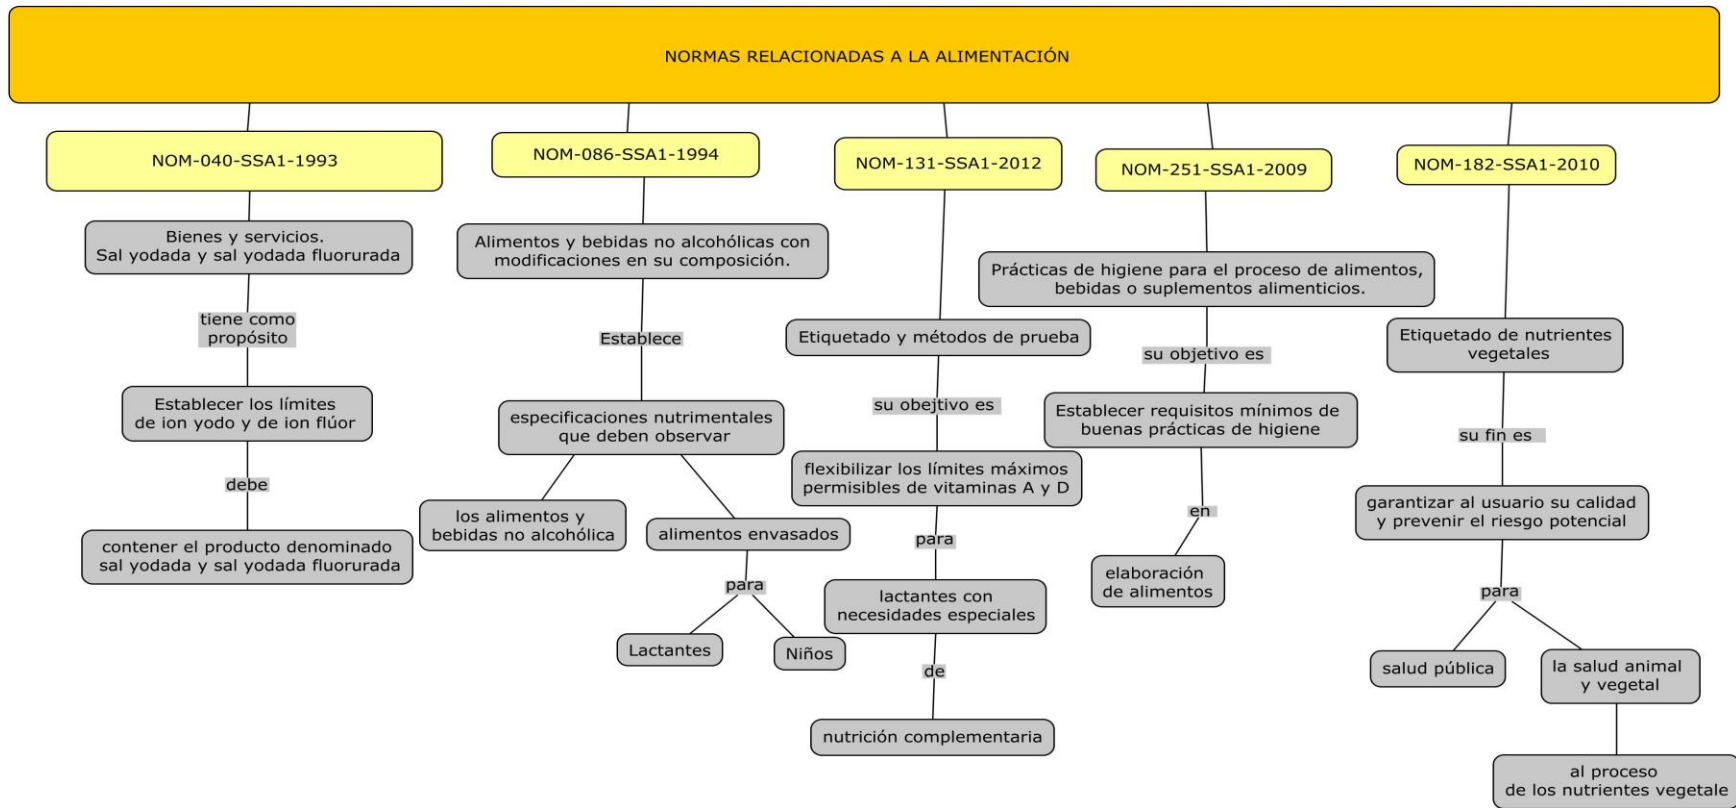 NORMAS RELACIONADAS A LA ALIMENTACIÓN
NOM-040-SSA1-1993
Bienes y servicios.
Sal yodada y sal yodada fluorurada
tiene como
propósito
Establecer los límites
de ion yodo y de ion flúor
debe
contener el producto denominado
sal yodada y sal yodada fluorurada
NOM-086-SSA1-1994
Alimentos y bebidas no alcohólicas con
modificaciones en su composición.
Establece
especificaciones nutrimentales
que deben observar
los alimentos y
bebidas no alcohólica
alimentos envasados
para
Lactantes
Niños
NOM-131-SSA1-2012
Etiquetado y métodos de prueba
su obejtivo es
flexibilizar los límites máximos
permisibles de vitaminas A y D
para
lactantes con
necesidades especiales
de
nutrición complementaria
NOM-251-SSA1-2009
Prácticas de higiene para el proceso de alimentos,
bebidas o suplementos alimenticios.
su objetivo es
Establecer requisitos mínimos de
buenas prácticas de higiene
en
elaboración
de alimentos
NOM-182-SSA1-2010
Etiquetado de nutrientes
vegetales
su fin es
garantizar al usuario su calidad
y prevenir el riesgo potencial
para
salud pública
la salud animal
y vegetal
al proceso
de los nutrientes vegetale